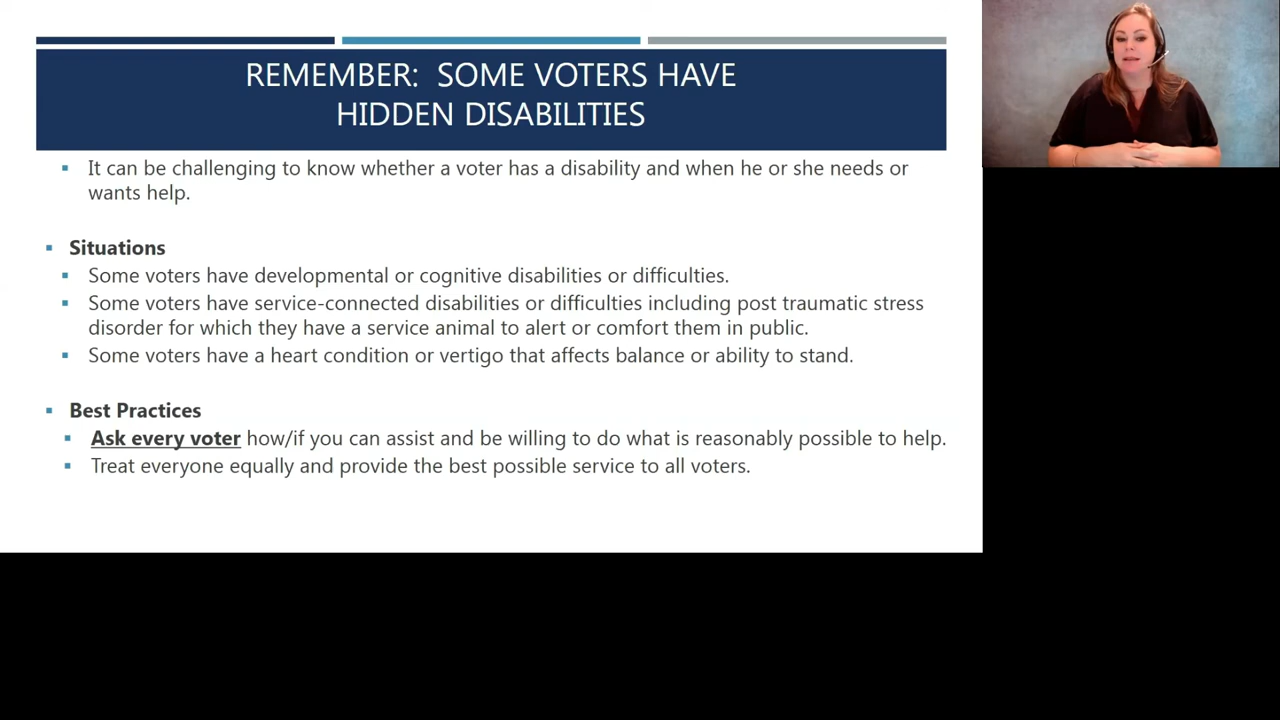 REMEMBER: SOME VOTERS HAVE
HIDDEN DISABILITIES
It can be challenging to know whether a voter has a disability and when he or she needs or
wants help.
Situations
Some voters have developmental or cognitive disabilities or difficulties.
Some voters have service-connected disabilities or difficulties including post traumatic stress
disorder for which they have a service animal to alert or comfort them in public.
Some voters have a heart condition or vertigo that affects balance or ability to stand.
Best Practices
Ask every voter how/if you can assist and be willing to do what is reasonably possible to help.
Treat everyone equally and provide the best possible service to all voters.